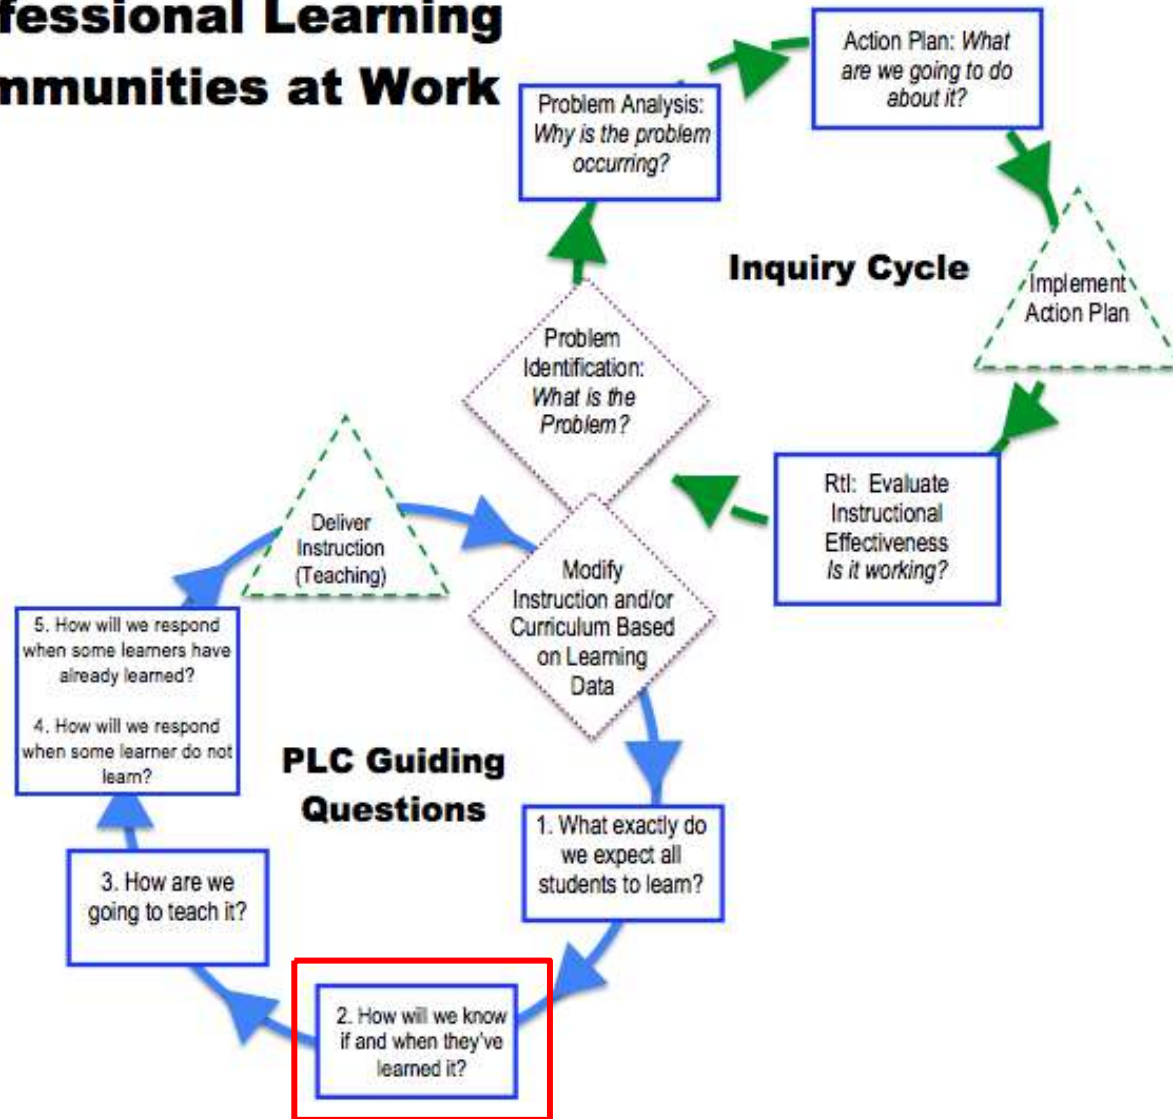 fessional Learning
mmunities at Work
Problem Analysis:
Why is the problem
occurring?
Action Plan: What
are we going to do
about it?
Inquiry Cycle
Implement
Action Plan
Problem
Identification:
What is the
Problem?
RtI: Evaluate
Instructional
Effectiveness
Is it working?
Deliver
Instruction
(Teaching)
Modify
Instruction and/or
Curriculum Based
on Learning
Data
5. How will we respond
when some learners have
already learned?
4. How will we respond
when some learner do not
learn?
PLC Guiding
Questions
1. What exactly do
we expect all
students to learn?
3. How are we
going to teach it?
2. How will we know
if and when they've
learned it?